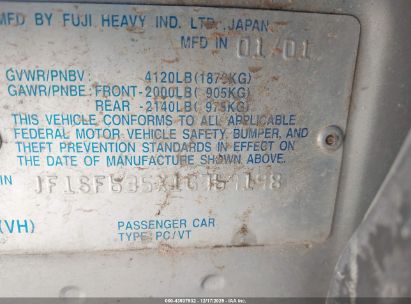 MFD BY FUJI HEAVY IND. LTD. JAPAN
MFD IN 01/01
GVWR/PNBV : 4120LB
GAWR/PNBE: FRONT-2000LB( 905KG)
REAR -2140LB( 975KG)
THIS VEHICLE CONFORMS TO ALL APPLICABLE
FEDERAL MOTOR VEHICLE SAFETY, BUMPER, AND
THEFT PREVENTION STANDARDS IN EFFECT ON
THE DATE OF MANUFACTURE SHOWN ABOVE.
(VH)
PASSENGER CAR
TYPE PC/VT